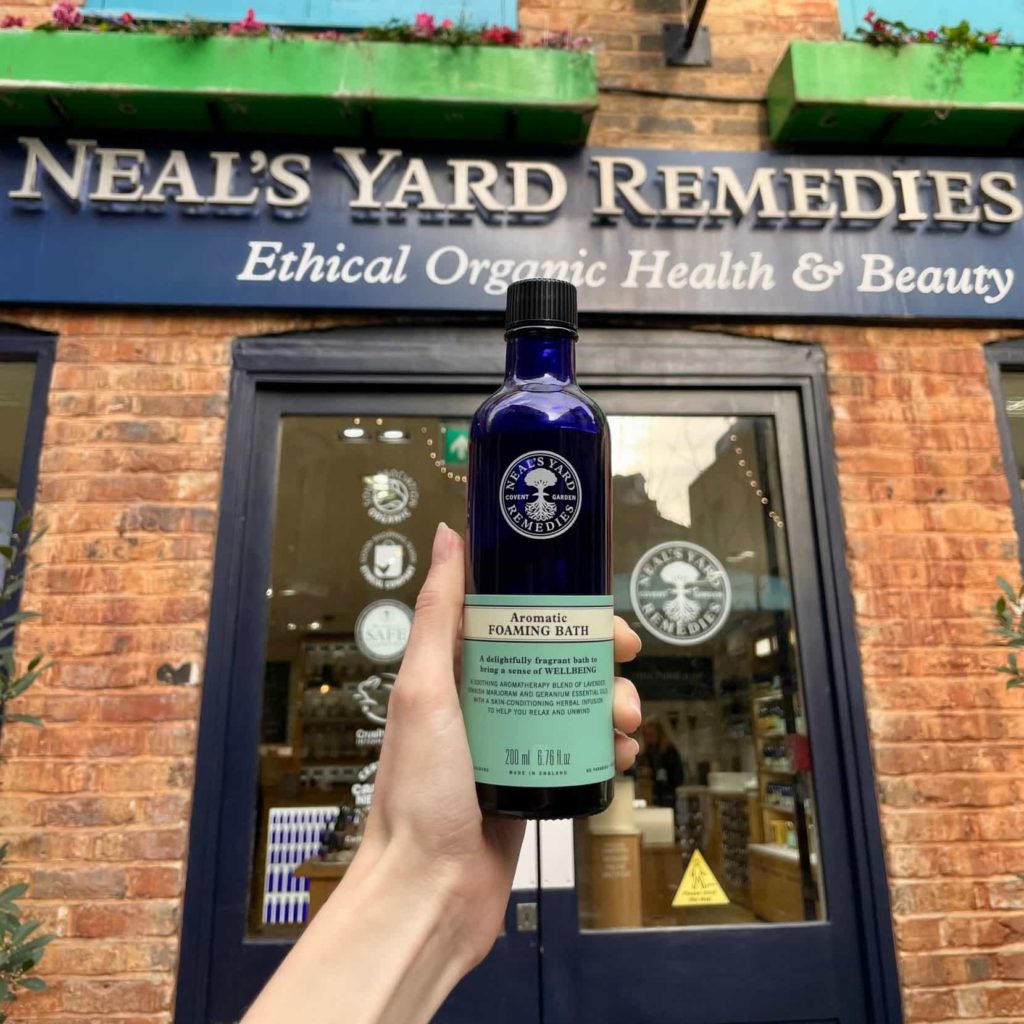 NEAL'S YARD REMEDIES
Ethical Organic Health & Beauty
NEAL'S YARD
COVENT GARDEN
REMEDIES
Aromatic
FOAMING BATH
A delightfully fragrant bath to
bring a sense of WELLBEING
A SOOTHING AROMATHERAPY BLEND OF LAVENDER,
SPANISH MARJORAM AND GERANIUM ESSENTIAL OILS
WITH A SKIN-CONDITIONING HERBAL INFUSION
TO HELP YOU RELAX AND UNWIND
200 ml 6.76 fl.oz
MADE IN ENGLAND
NEAL'S YARD
COVENT GARDEN
REMEDIES
ORGANIC
SAFE